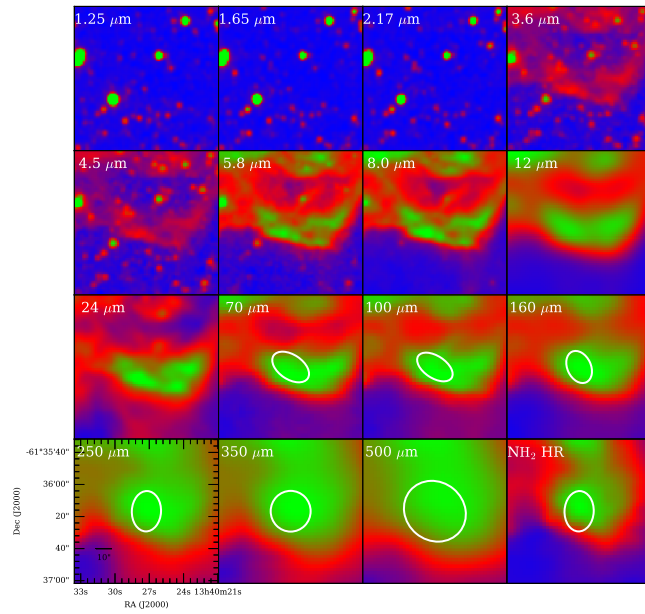 1.25 μm
1.65 μm
2.17 μm
3.6 μm
4.5 μm
5.8 μm
8.0 μm
12 μm
24 μm
70 μm
100 μm
160 μm
250 μm
350 μm
500 μm
NH₂ HR
-61°35'40"
36'00"
20"
40"
37'00"
Dec (J2000)
10"
33s 30s 27s 24s 13h40m21s
RA (J2000)